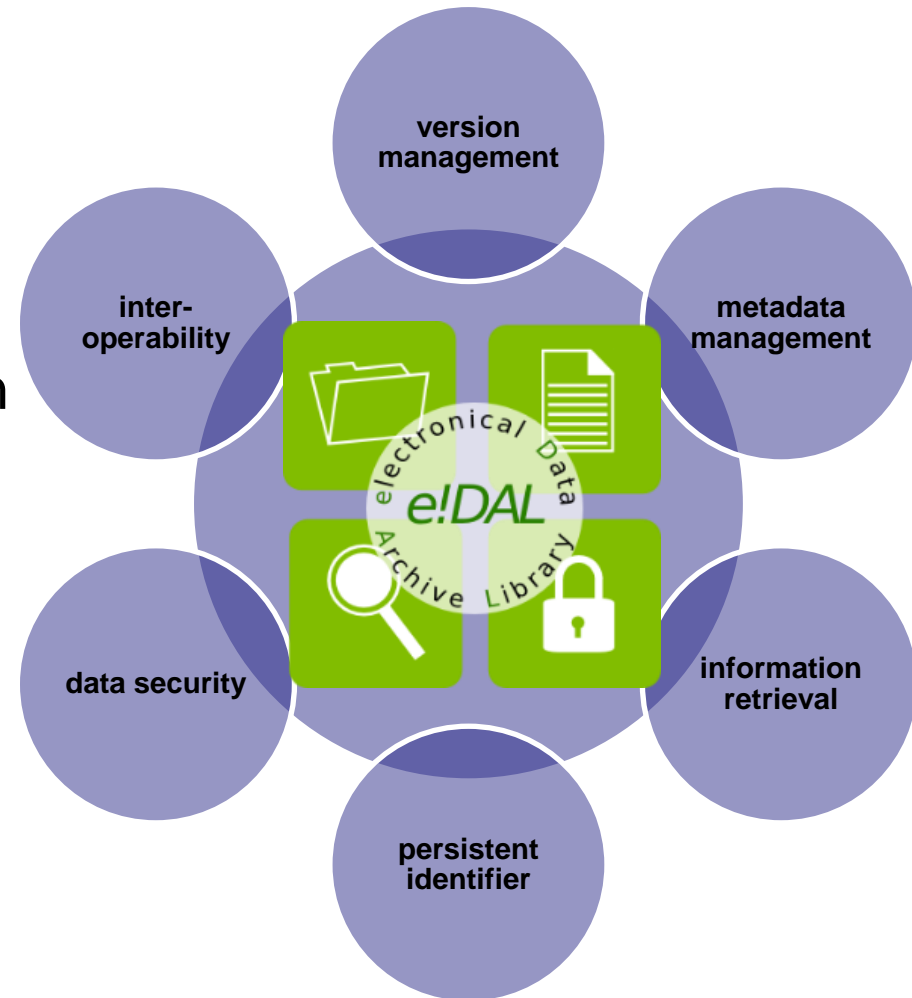 version
management
inter-
operability
metadata
management
n
electronical Data
e!DAL
Archive Library
data security
information
retrieval
persistent
identifier